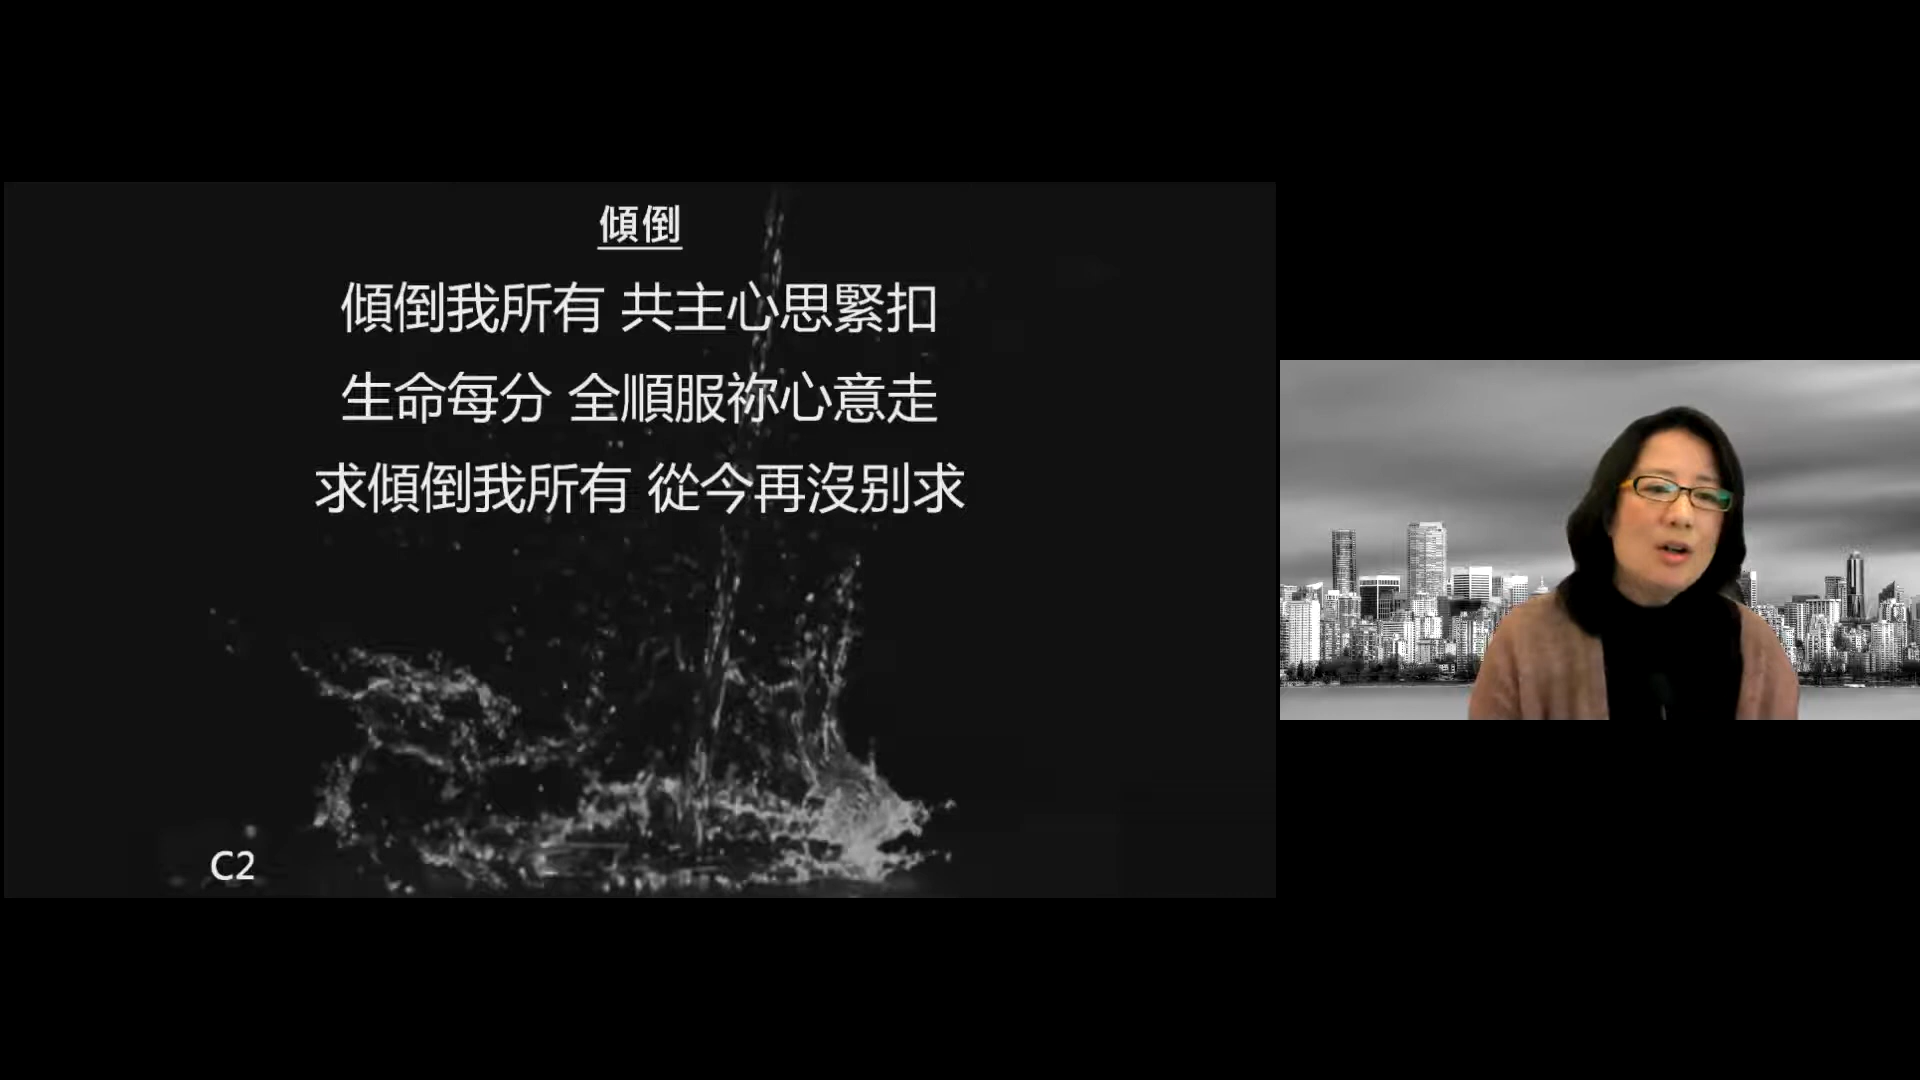 傾倒
傾倒我所有 共主心思緊扣
生命每分 全順服祢心意走
求傾倒我所有 從今再沒别求
C2